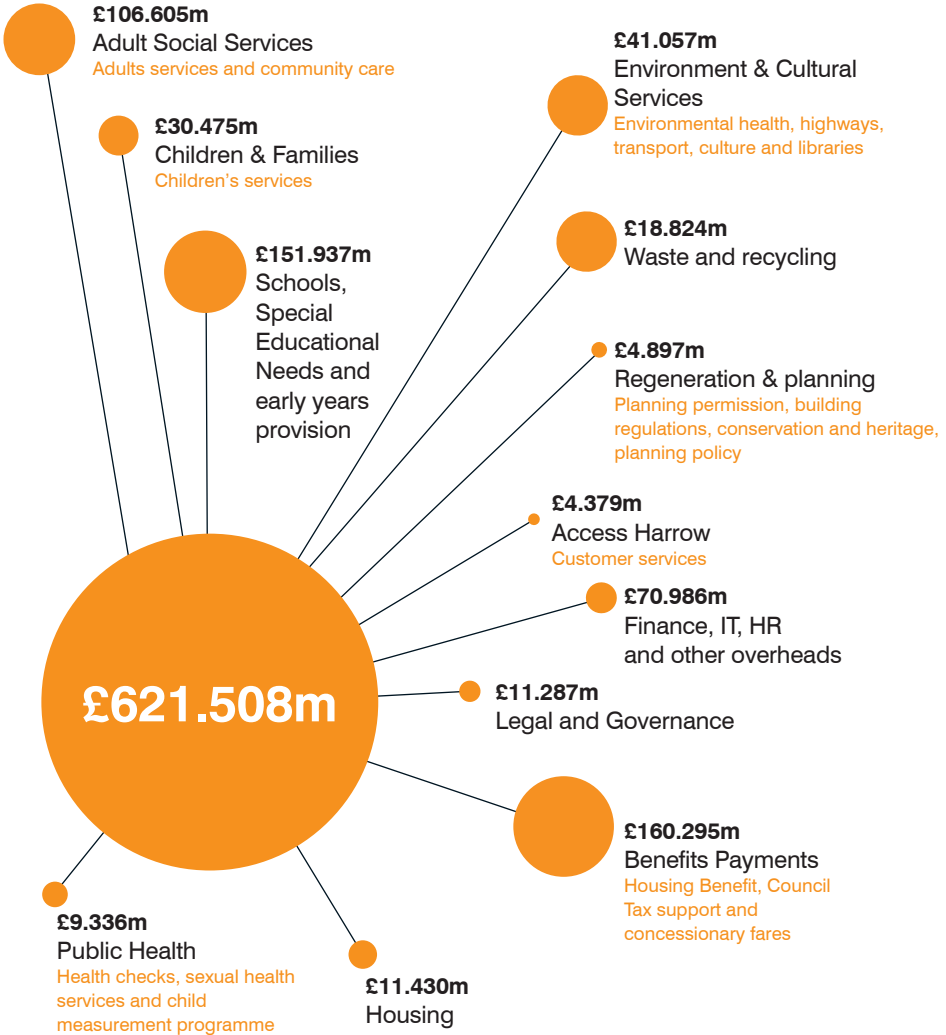 £106.605m
Adult Social Services
Adults services and community care
£30.475m
Children & Families
Children's services
£151.937m
Schools,
Special
Educational
Needs and
early years
provision
£41.057m
Environment & Cultural
Services
Environmental health, highways,
transport, culture and libraries
£18.824m
Waste and recycling
£4.897m
Regeneration & planning
Planning permission, building
regulations, conservation and heritage,
planning policy
£4.379m
Access Harrow
Customer services
£70.986m
Finance, IT, HR
and other overheads
£621.508m
£11.287m
Legal and Governance
£160.295m
Benefits Payments
Housing Benefit, Council
Tax support and
concessionary fares
£9.336m
Public Health
Health checks, sexual health
services and child
measurement programme
£11.430m
Housing